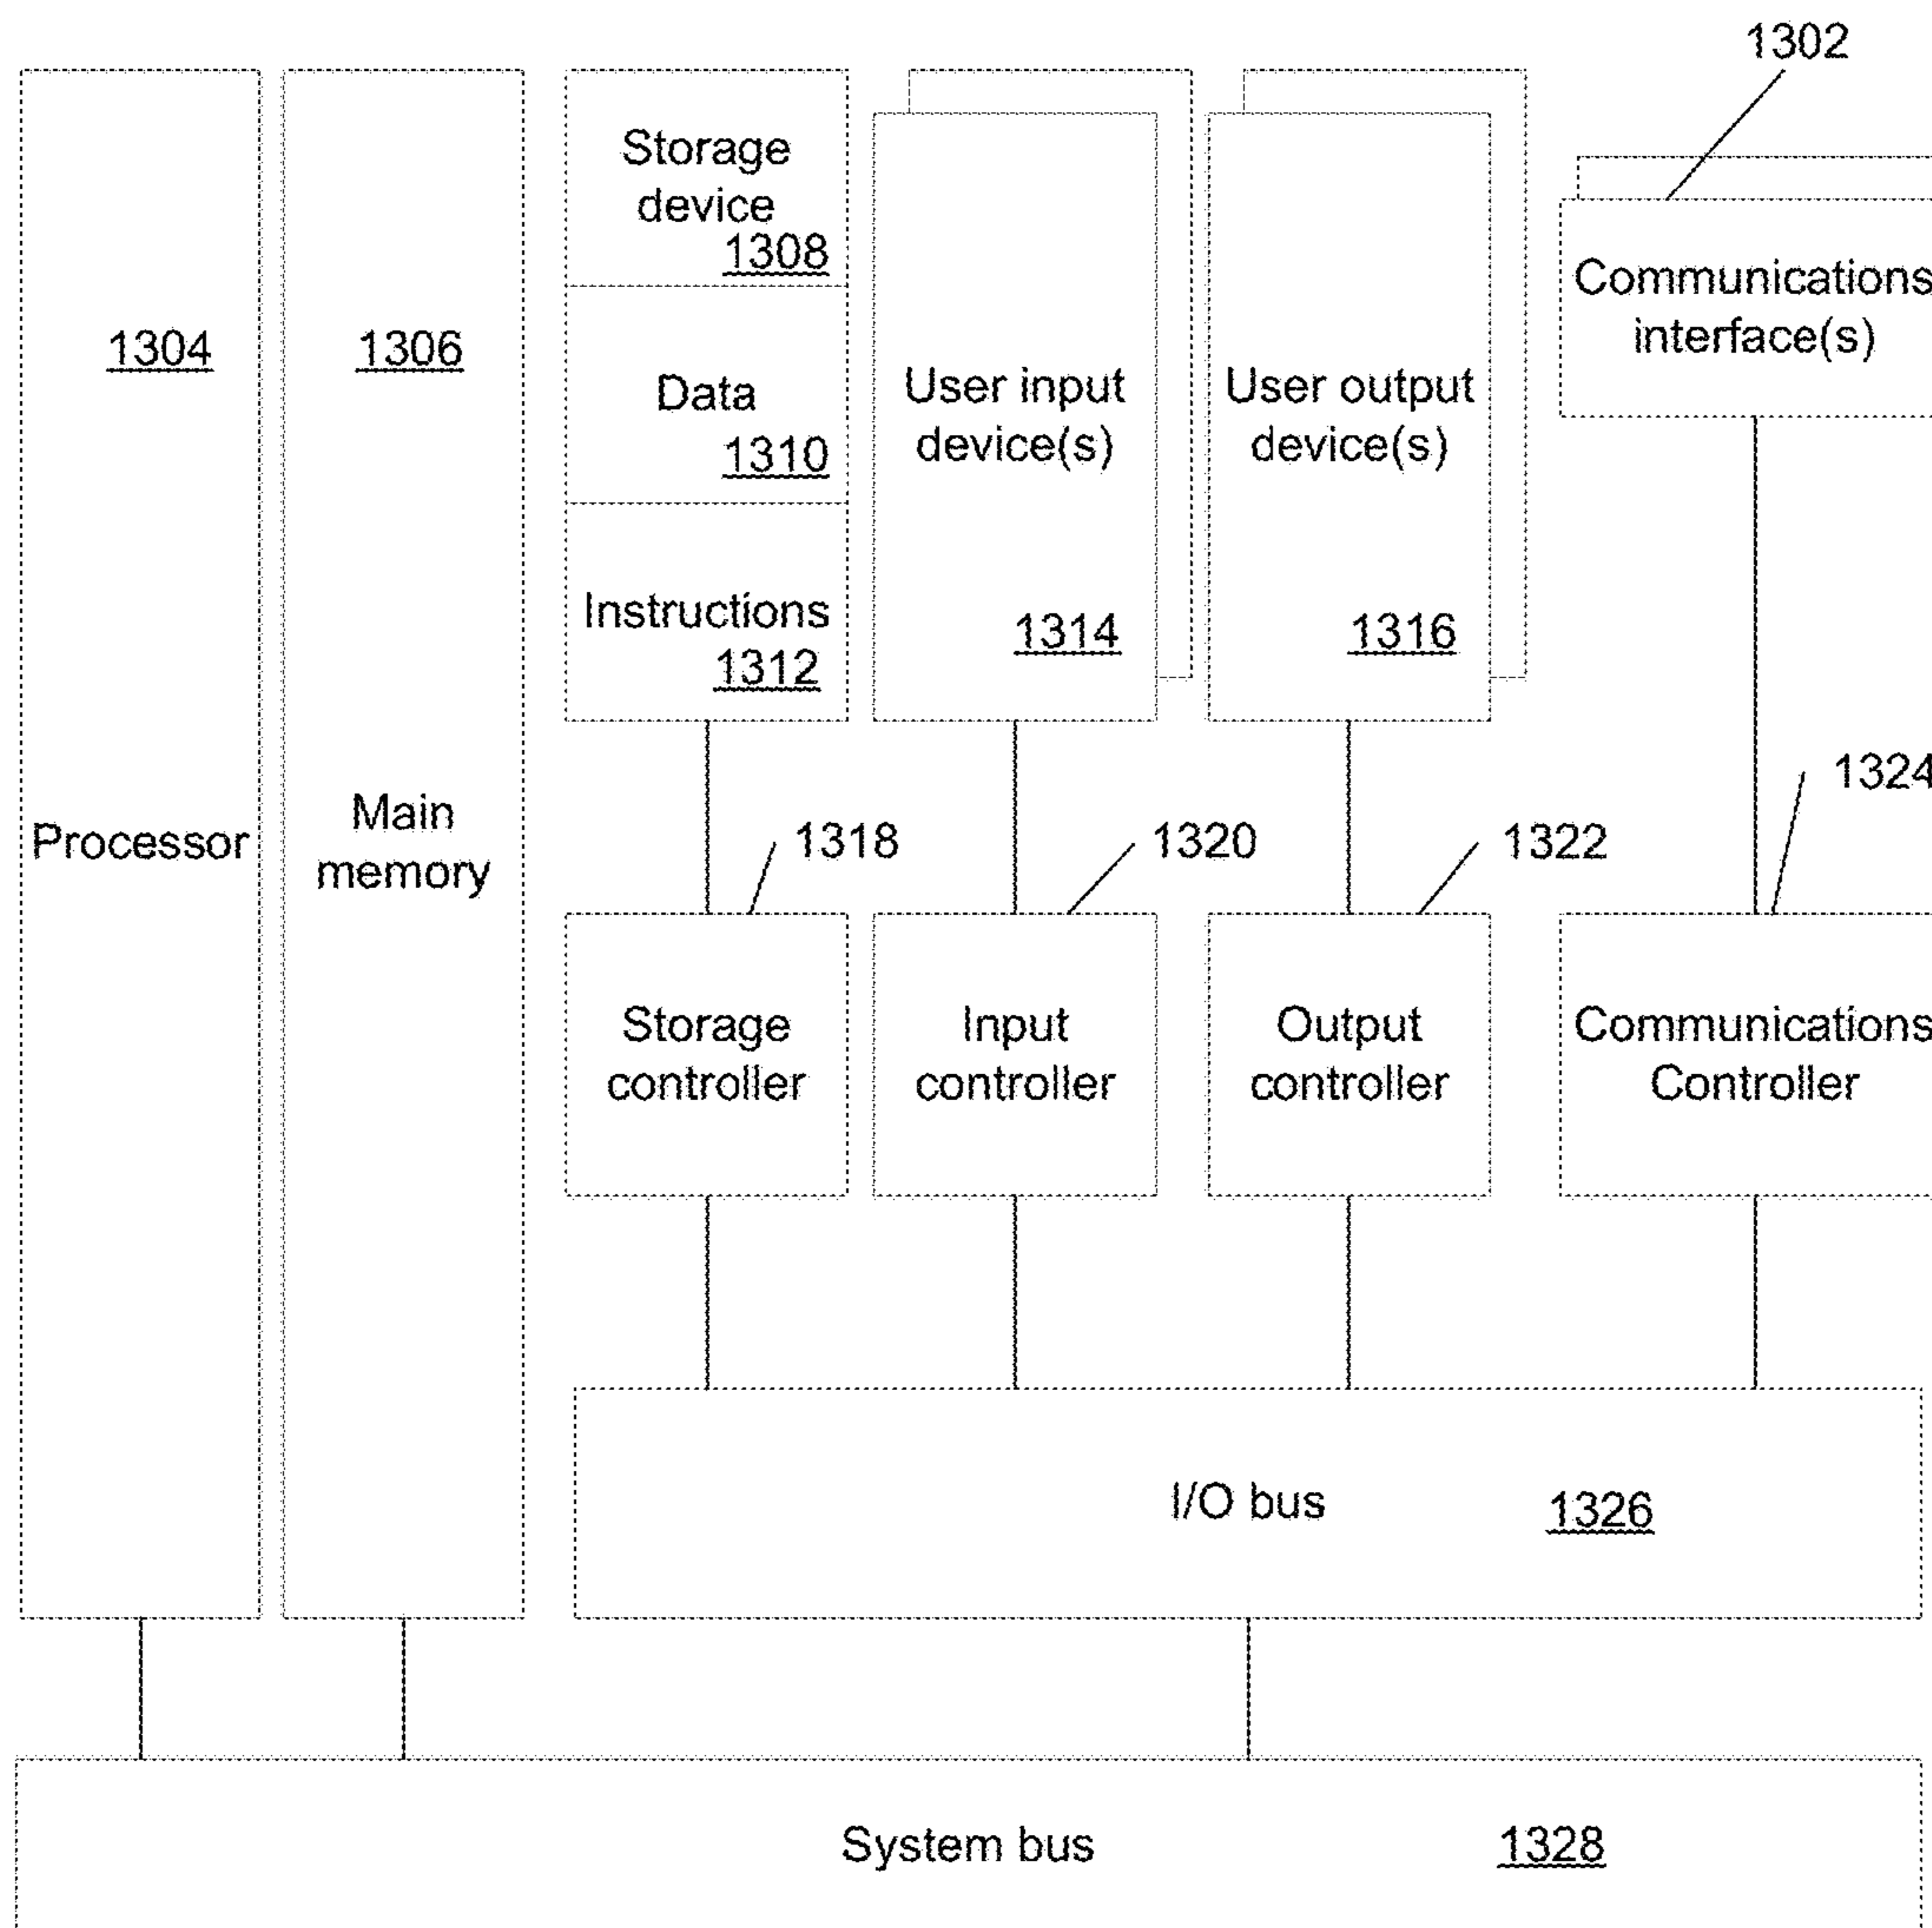 1302
Storage
device
1308
Communications
interface(s)
1304
1306
Data
1310
User input
device(s)
User output
device(s)
Instructions
1312
1314
1316
1324
Processor
Main
memory
1318
1320
1322
Storage
controller
Input
controller
Output
controller
Communications
Controller
I/O bus
1326
System bus
1328